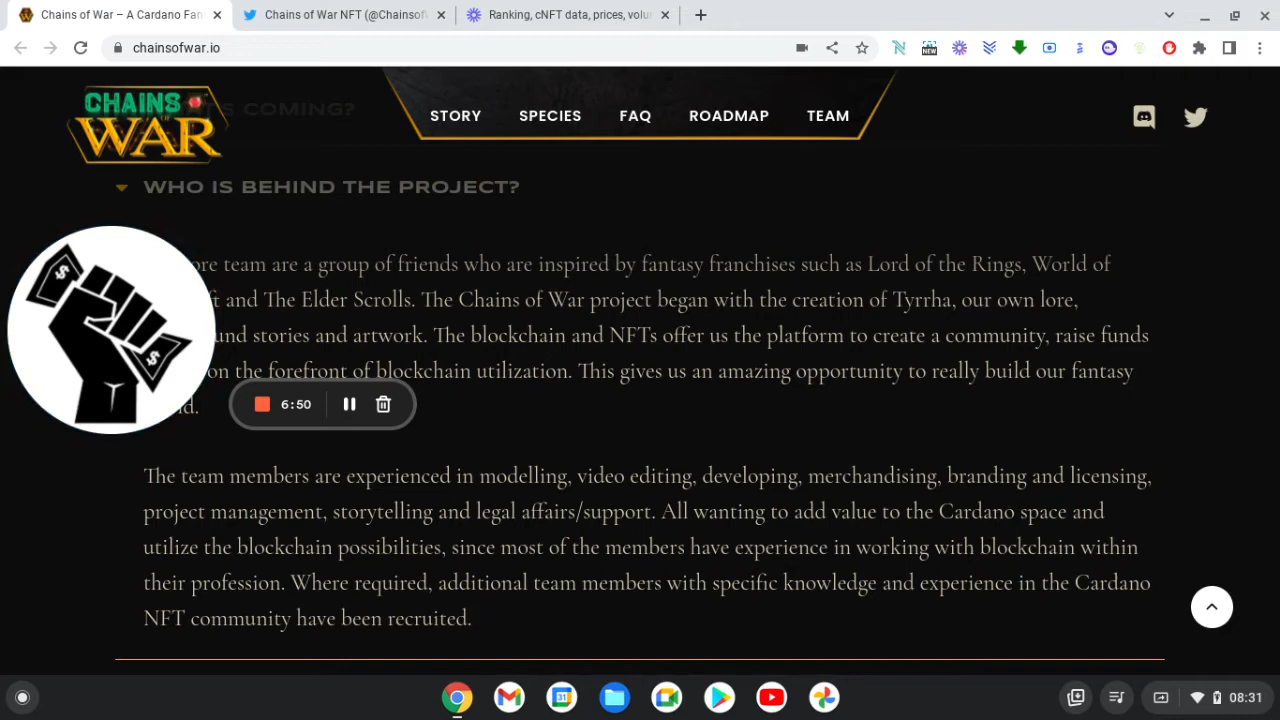 Chains of War – A Cardano Fan
Chains of War NFT (@Chainsof
Ranking, cNFT data, prices, volu
chainsofwar.io
NEW
CHAINS
OF
WAR
COMING?
STORY
SPECIES
FAQ
ROADMAP
TEAM
WHO IS BEHIND THE PROJECT?
team are a group of friends who are inspired by fantasy franchises such as Lord of the Rings, World of
and The Elder Scrolls. The Chains of War project began with the creation of Tyrrha, our own lore,
stories and artwork. The blockchain and NFTs offer us the platform to create a community, raise funds
on the forefront of blockchain utilization. This gives us an amazing opportunity to really build our fantasy
$
$
6:50
The team members are experienced in modelling, video editing, developing, merchandising, branding and licensing,
project management, storytelling and legal affairs/support. All wanting to add value to the Cardano space and
utilize the blockchain possibilities, since most of the members have experience in working with blockchain within
their profession. Where required, additional team members with specific knowledge and experience in the Cardano
NFT community have been recruited.
31
08:31